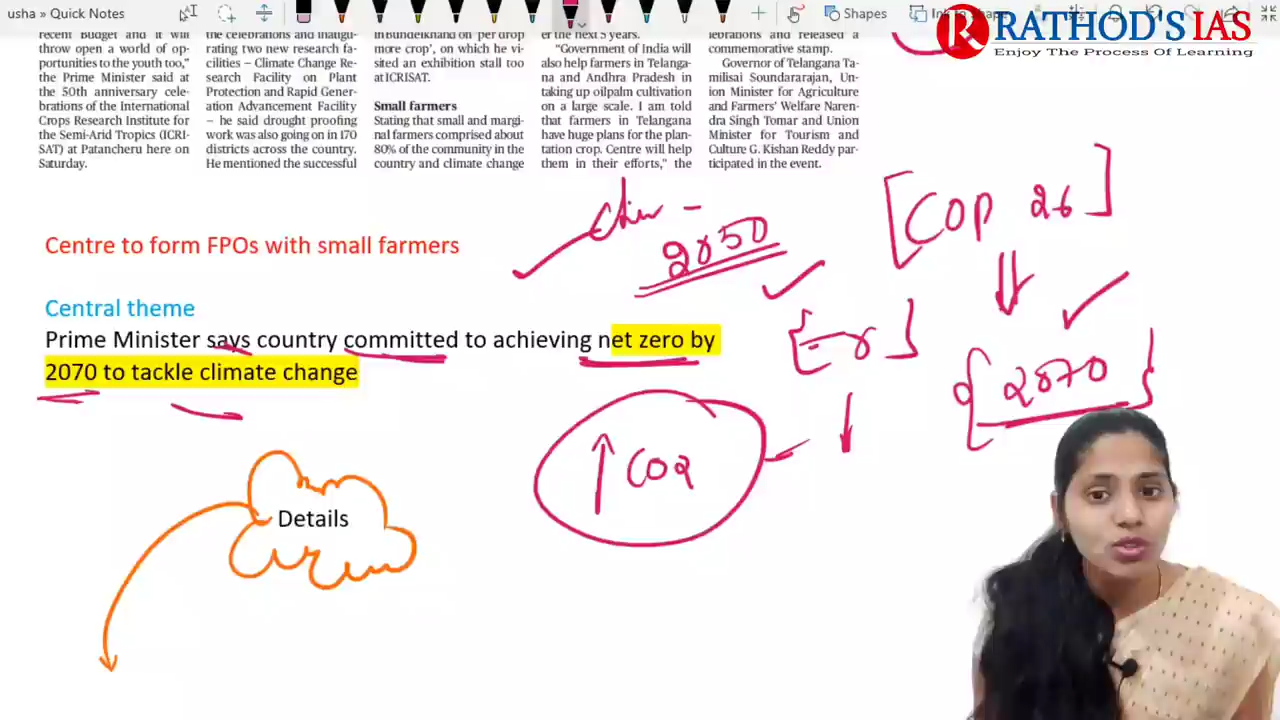 usha » Quick Notes
Shapes
RATHOD'S IAS
Enjoy The Process Of Learning
recent Budget and it will
throw open a world of op-
portunities to the youth too,"
the Prime Minister said at
the 50th anniversary cele-
brations of the International
Crops Research Institute for
the Semi-Arid Tropics (ICRI-
SAT) at Patancheru here on
Saturday.
the celebrations and inaugu-
rating two new research fa-
cilities – Climate Change Re-
search Facility on Plant
Protection and Rapid Gener-
ation Advancement Facility
– he said drought proofing
work was also going on in 170
districts across the country.
He mentioned the successful
in Bundelkhand on 'per drop
more crop', on which he vi-
sited an exhibition stall too
at ICRISAT.
Small farmers
Stating that small and margi-
nal farmers comprised about
80% of the community in the
country and climate change
er the next 5 years.
"Government of India will
also help farmers in Telanga-
na and Andhra Pradesh in
taking up oilpalm cultivation
on a large scale. I am told
that farmers in Telangana
have huge plans for the plan-
tation crop. Centre will help
them in their efforts," the
lebrations and released a
commemorative stamp.
Governor of Telangana Ta-
milisai Soundararajan, Un-
ion Minister for Agriculture
and Farmers' Welfare Naren-
dra Singh Tomar and Union
Minister for Tourism and
Culture G. Kishan Reddy par-
ticipated in the event.
Centre to form FPOs with small farmers
2050
[COP 26]
Central theme
Prime Minister says country committed to achieving net zero by
2070 to tackle climate change
2070
CO2
Details